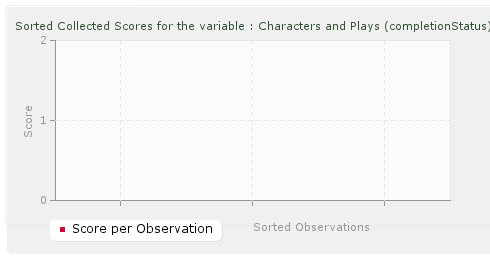 Sorted Collected Scores for the variable : Characters and Plays (completionStatus)
2
Score
1
0
Score per Observation
Sorted Observations